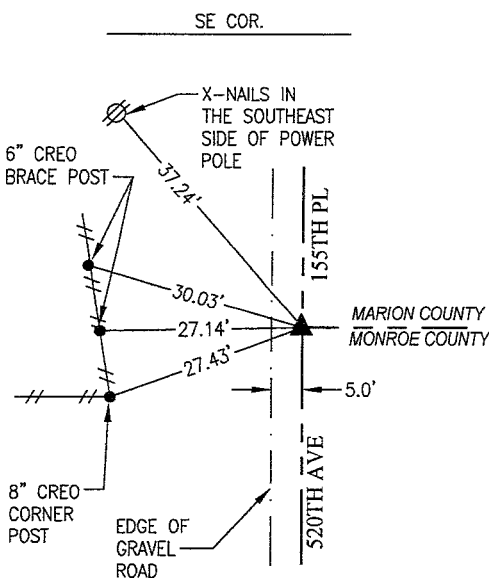 SE COR.
X-NAILS IN
THE SOUTHEAST
SIDE OF POWER
POLE
6" CREO
BRACE POST
37.24'
155TH PL
30.03'
27.14'
27.43'
MARION COUNTY
MONROE COUNTY
5.0'
8" CREO
CORNER
POST
EDGE OF
GRAVEL
ROAD
520TH AVE